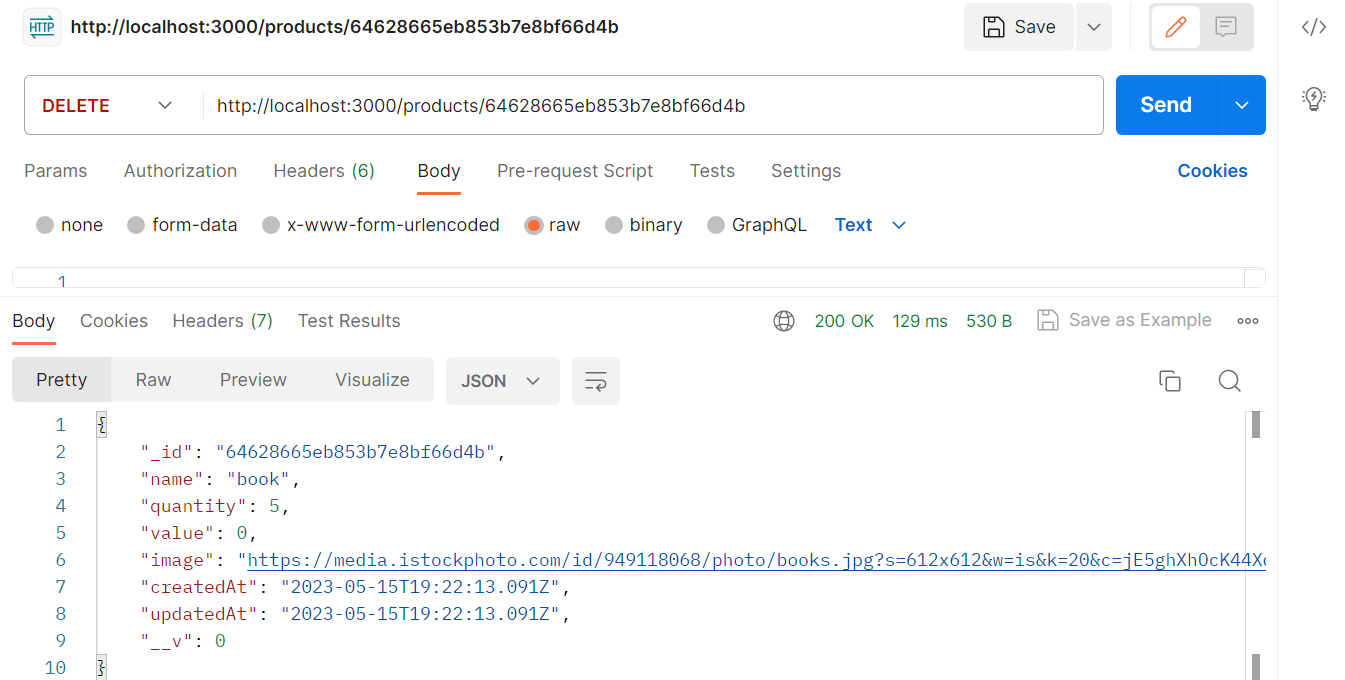 HTTP http://localhost:3000/products/64628665eb853b7e8bf66d4b Save
DELETE http://localhost:3000/products/64628665eb853b7e8bf66d4b Send
Params Authorization Headers (6) Body Pre-request Script Tests Settings Cookies
none form-data x-www-form-urlencoded raw binary GraphQL Text
1
Body Cookies Headers (7) Test Results 200 OK 129 ms 530 B Save as Example
Pretty Raw Preview Visualize JSON
1 {
2 "_id": "64628665eb853b7e8bf66d4b",
3 "name": "book",
4 "quantity": 5,
5 "value": 0,
6 "image": "https://media.istockphoto.com/id/949118068/photo/books.jpg?s=612x612&w=is&k=20&c=jE5ghXhOcK44X
7 "createdAt": "2023-05-15T19:22:13.091Z",
8 "updatedAt": "2023-05-15T19:22:13.091Z",
9 "__v": 0
10 }